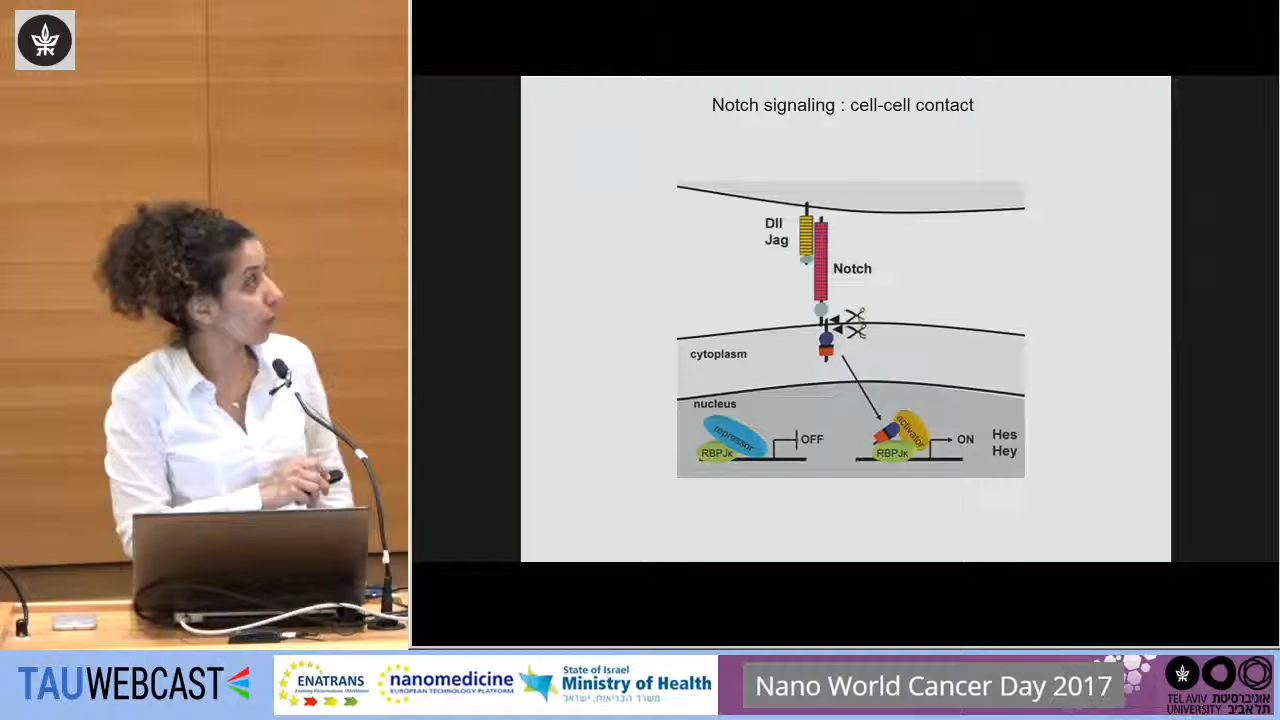 Notch signaling : cell-cell contact
Dll
Jag
Notch
cytoplasm
nucleus
repressor
RBPJκ
OFF
activator
RBPJκ
ON
Hes
Hey
TAUWEBCAST
ENATRANS
nanomedicine
EUROPEAN TECHNOLOGY PLATFORM
State of Israel
Ministry of Health
משרד הבריאות, ישראל
Nano World Cancer Day 2017
TEL AVIV אוניברסיטת
UNIVERSITY תל אביב